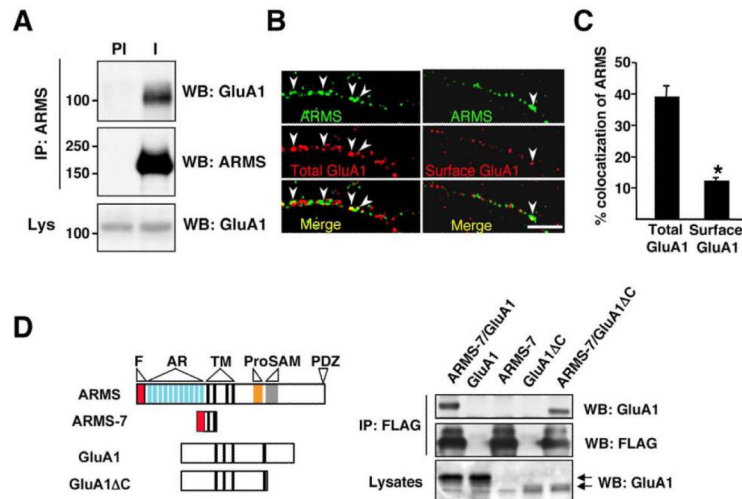 A
PI I
IP: ARMS
100
WB: GluA1
250
150
WB: ARMS
Lys
100
WB: GluA1
B
ARMS
ARMS
Total GluA1
Surface GluA1
Merge
Merge
C
% colocatization of ARMS
50
40
30
20
10
*
Total GluA1
Surface GluA1
D
F AR TM ProSAM PDZ
ARMS
ARMS-7
GluA1
GluA1ΔC
ARMS-7/GluA1
GluA1
ARMS-7
GluA1ΔC
ARMS-7/GluA1ΔC
IP: FLAG
WB: GluA1
WB: FLAG
Lysates
WB: GluA1